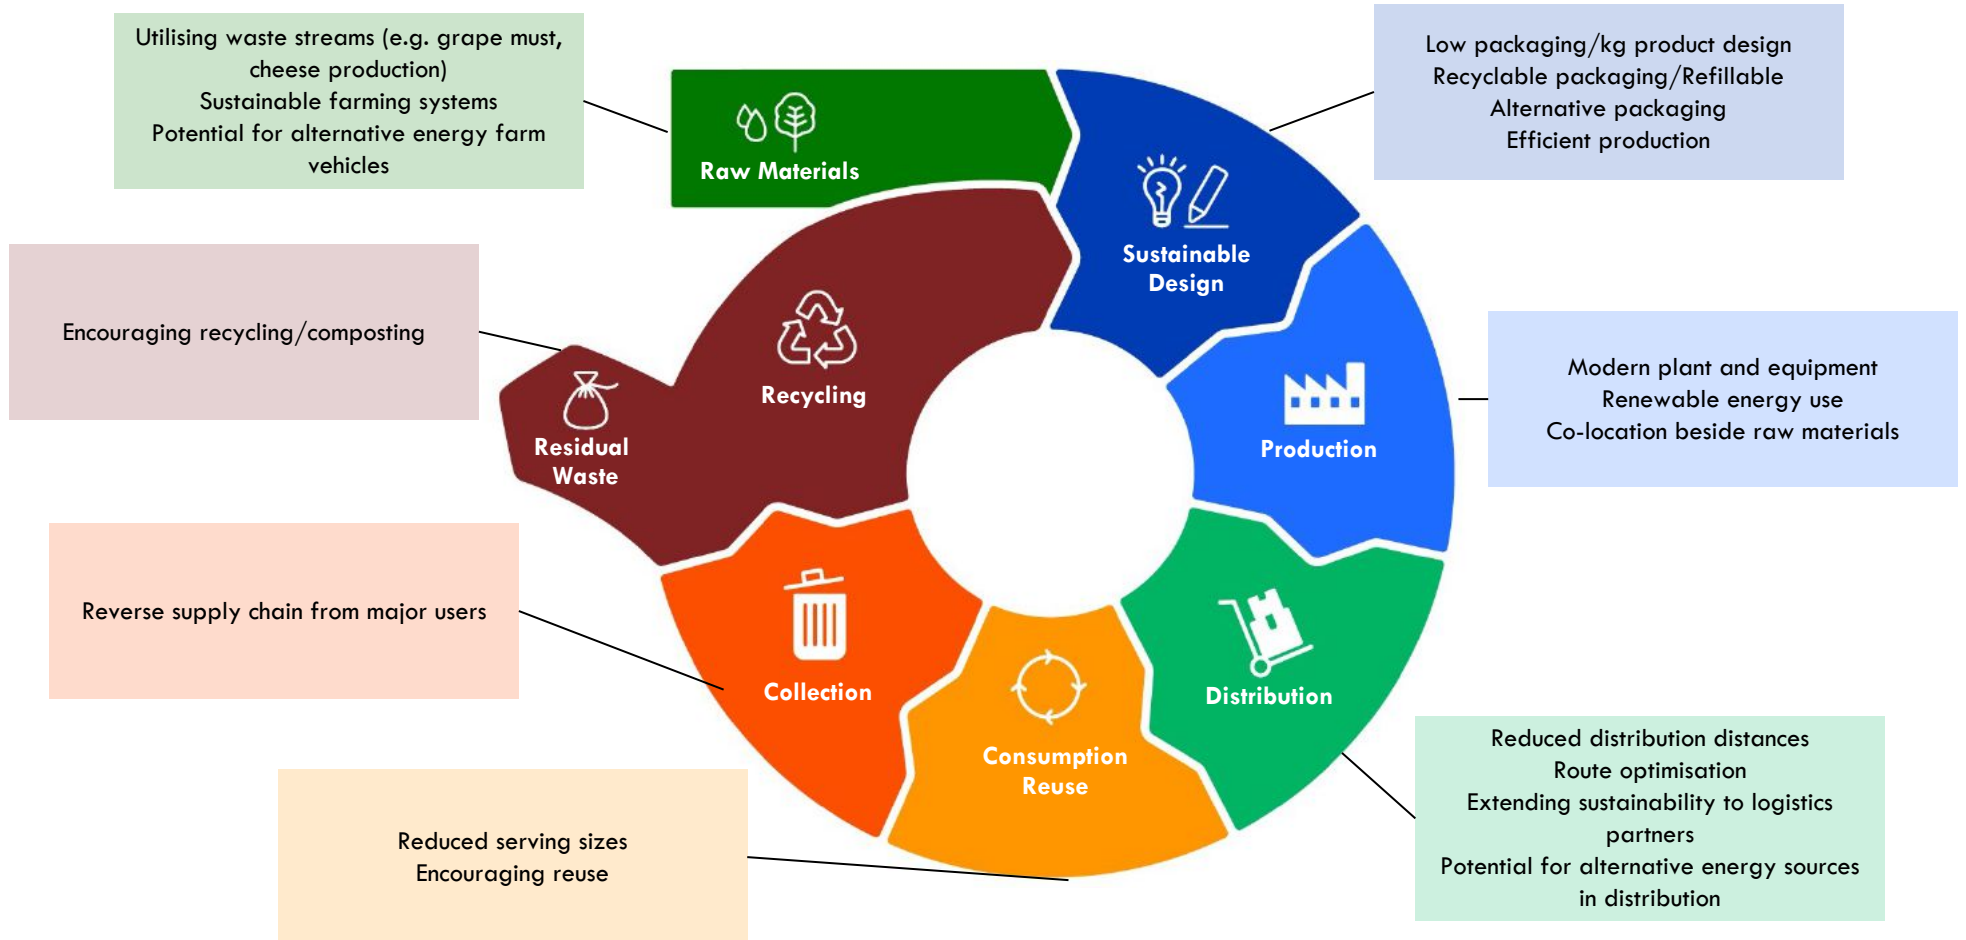 Utilising waste streams (e.g. grape must,
cheese production)
Sustainable farming systems
Potential for alternative energy farm
vehicles
Low packaging/kg product design
Recyclable packaging/Refillable
Alternative packaging
Efficient production
Raw Materials
Sustainable
Design
Encouraging recycling/composting
Recycling
Residual
Waste
Production
Modern plant and equipment
Renewable energy use
Co-location beside raw materials
Reverse supply chain from major users
Collection
Consumption
Reuse
Distribution
Reduced distribution distances
Route optimisation
Extending sustainability to logistics
partners
Potential for alternative energy sources
in distribution
Reduced serving sizes
Encouraging reuse